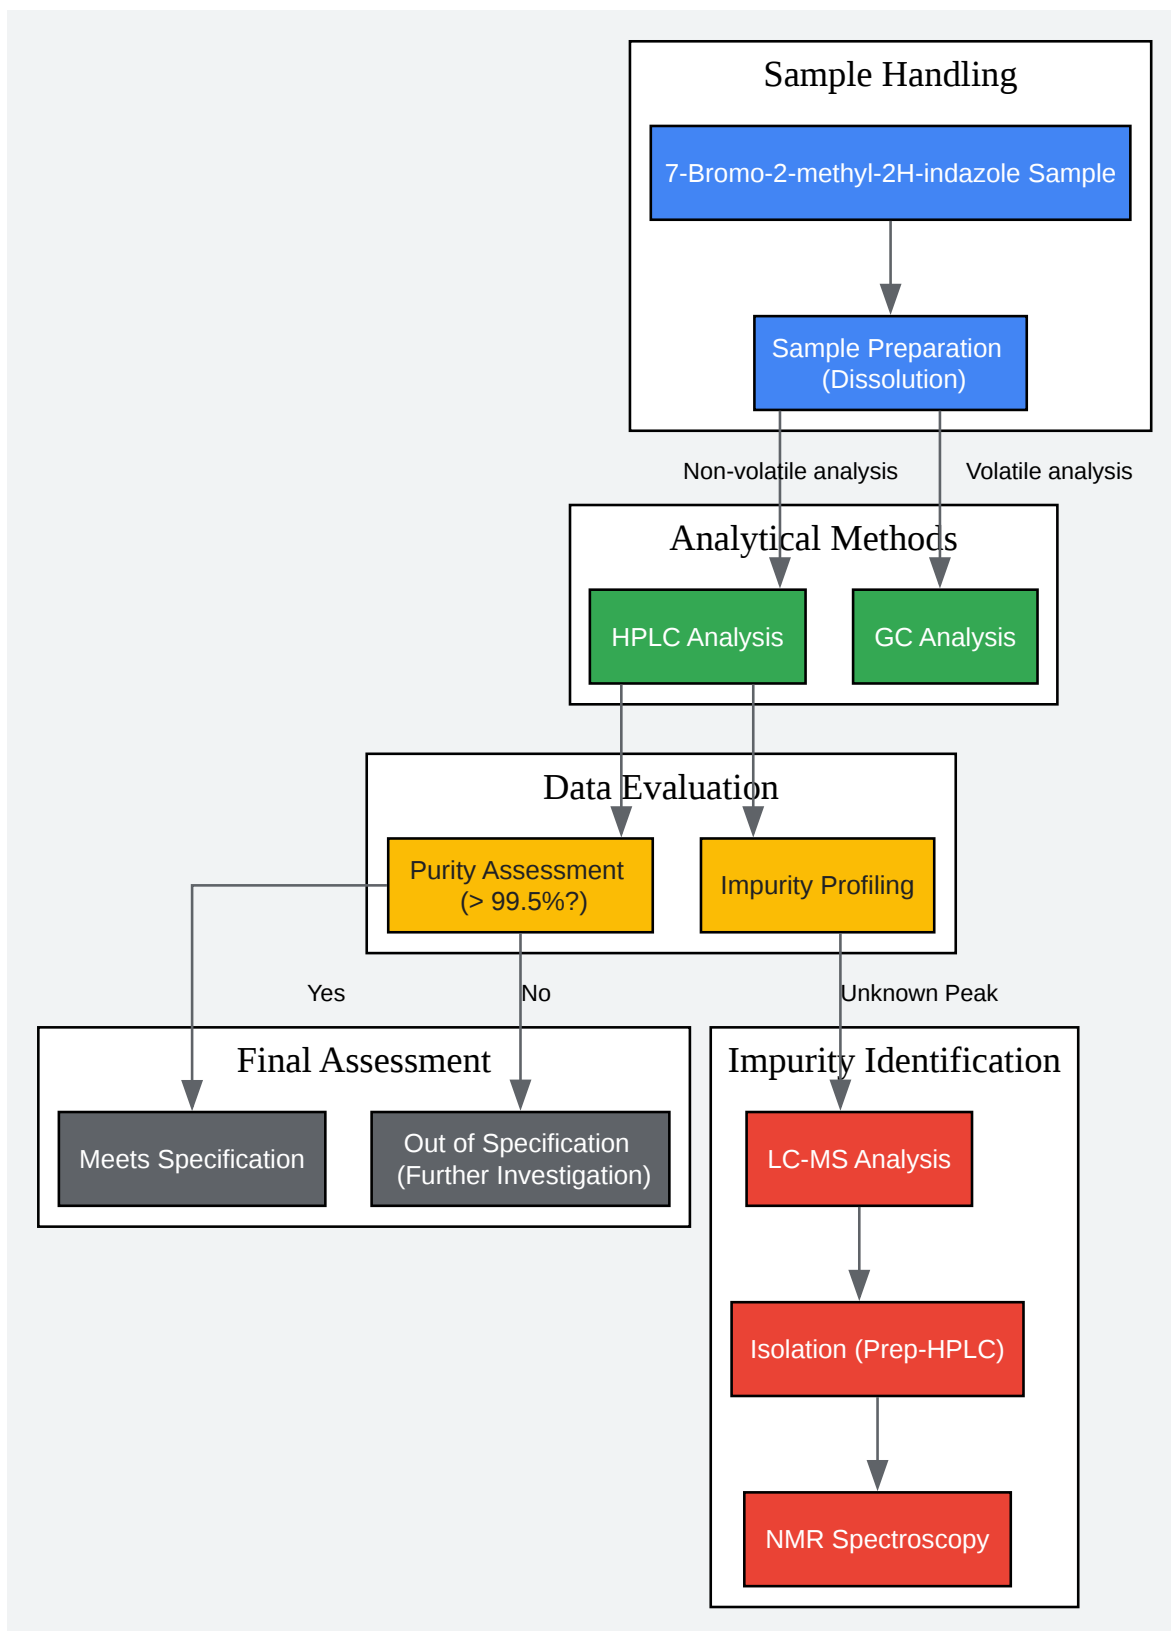 Sample Handling
7-Bromo-2-methyl-2H-indazole Sample
Sample Preparation
(Dissolution)
Non-volatile analysis
Volatile analysis
Analytical Methods
HPLC Analysis
GC Analysis
Data Evaluation
Purity Assessment
(> 99.5%?)
Impurity Profiling
Yes
No
Unknown Peak
Final Assessment
Meets Specification
Out of Specification
(Further Investigation)
Impurity Identification
LC-MS Analysis
Isolation (Prep-HPLC)
NMR Spectroscopy